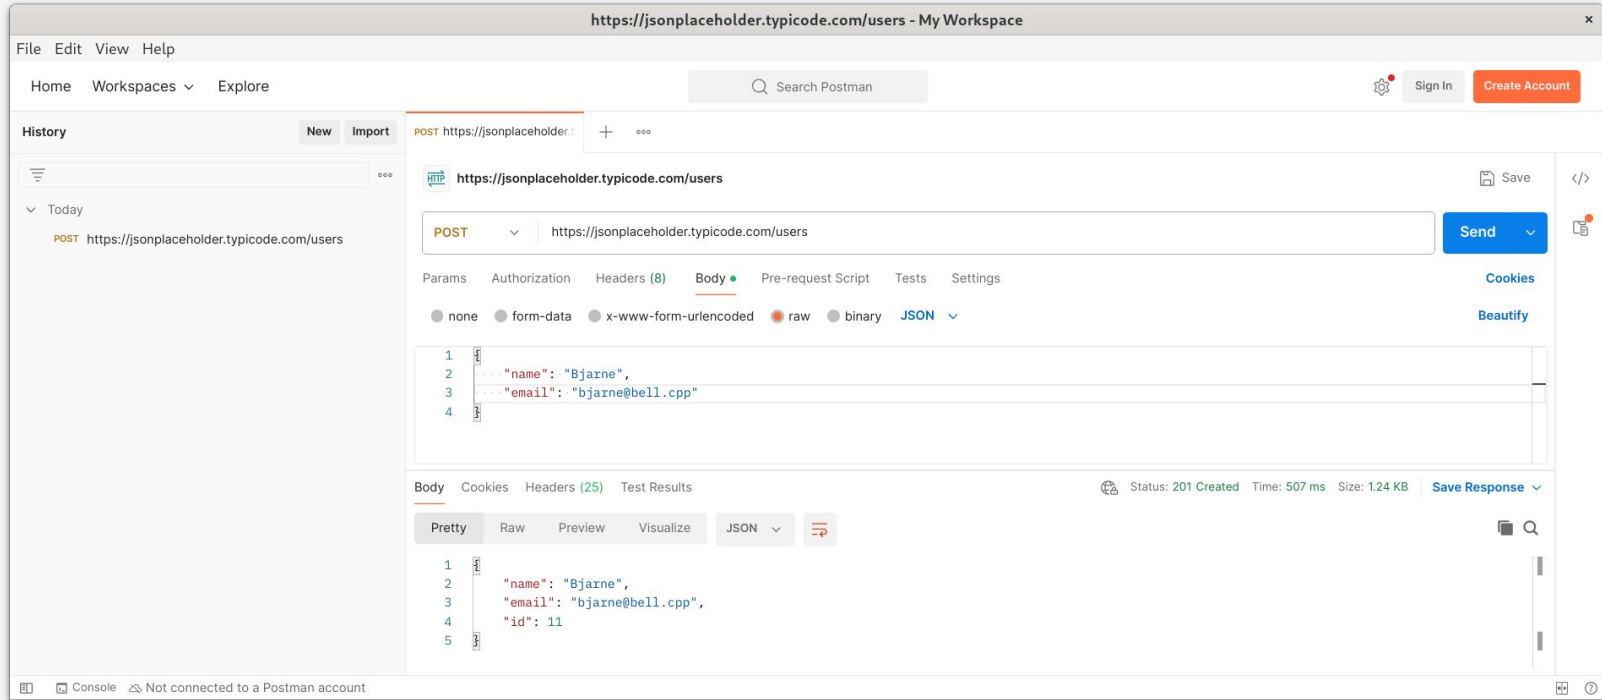 https://jsonplaceholder.typicode.com/users - My Workspace
File Edit View Help
Home Workspaces Explore
Search Postman
Sign In
Create Account
History
New
Import
POST https://jsonplaceholder.
https://jsonplaceholder.typicode.com/users
Save
Today
POST https://jsonplaceholder.typicode.com/users
POST https://jsonplaceholder.typicode.com/users
Send
Params Authorization Headers (8) Body Pre-request Script Tests Settings
Cookies
none form-data x-www-form-urlencoded raw binary JSON
Beautify
1 {
2 "name": "Bjarne",
3 "email": "bjarne@bell.cpp"
4 }
Body Cookies Headers (25) Test Results
Status: 201 Created Time: 507 ms Size: 1.24 KB
Save Response
Pretty Raw Preview Visualize JSON
1 {
2 "name": "Bjarne",
3 "email": "bjarne@bell.cpp",
4 "id": 11
5 }
Console
Not connected to a Postman account